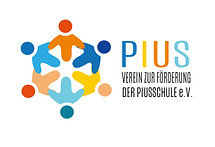 PIUS
VEREIN ZUR FÖRDERUNG
DER PIUSSCHULE e.V.